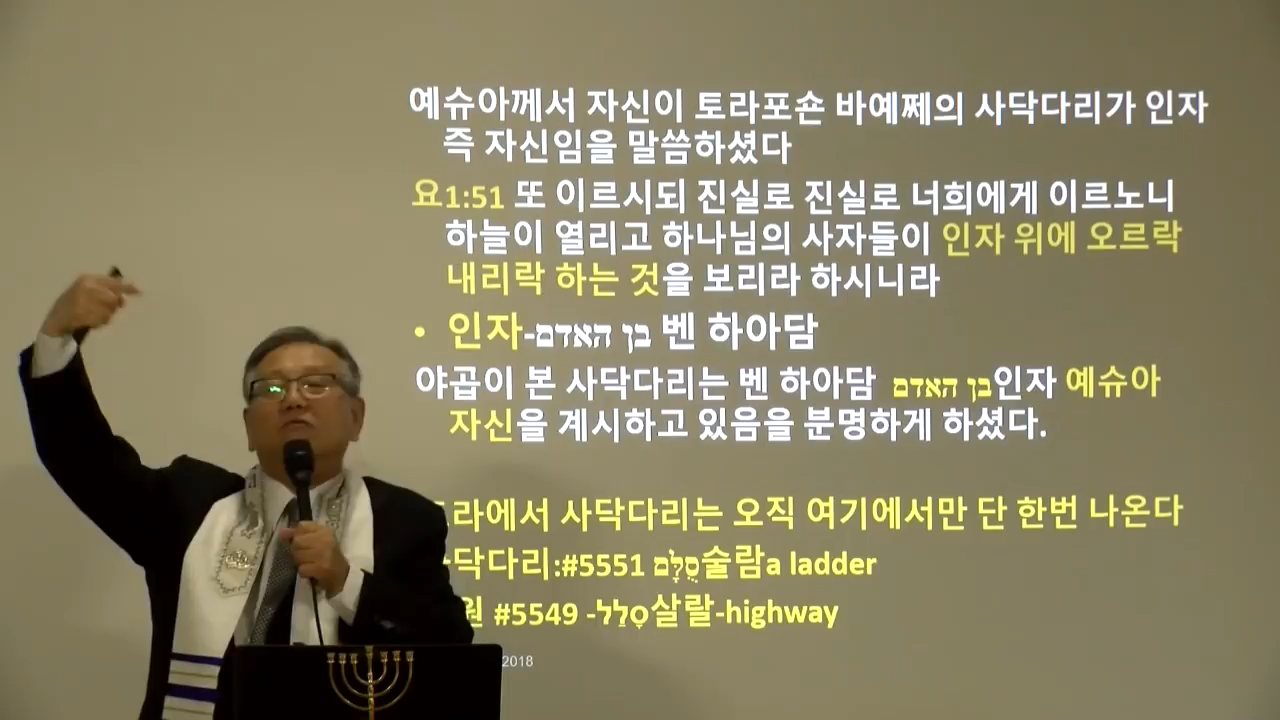 예슈아께서 자신이 토라포숀 바예쩨의 사닥다리가 인자
즉 자신임을 말씀하셨다
요1:51 또 이르시되 진실로 진실로 너희에게 이르노니
하늘이 열리고 하나님의 사자들이 인자 위에 오르락
내리락 하는 것을 보리라 하시니라
• 인자-בן האדם 벤 하아담
야곱이 본 사닥다리는 벤 하아담 בן האדם인자 예슈아
자신을 계시하고 있음을 분명하게 하셨다.
라에서 사닥다리는 오직 여기에서만 단 한번 나온다
닥다리:#5551 סֻלָּם술람a ladder
원 #5549 -סָלַל살랄-highway
2018